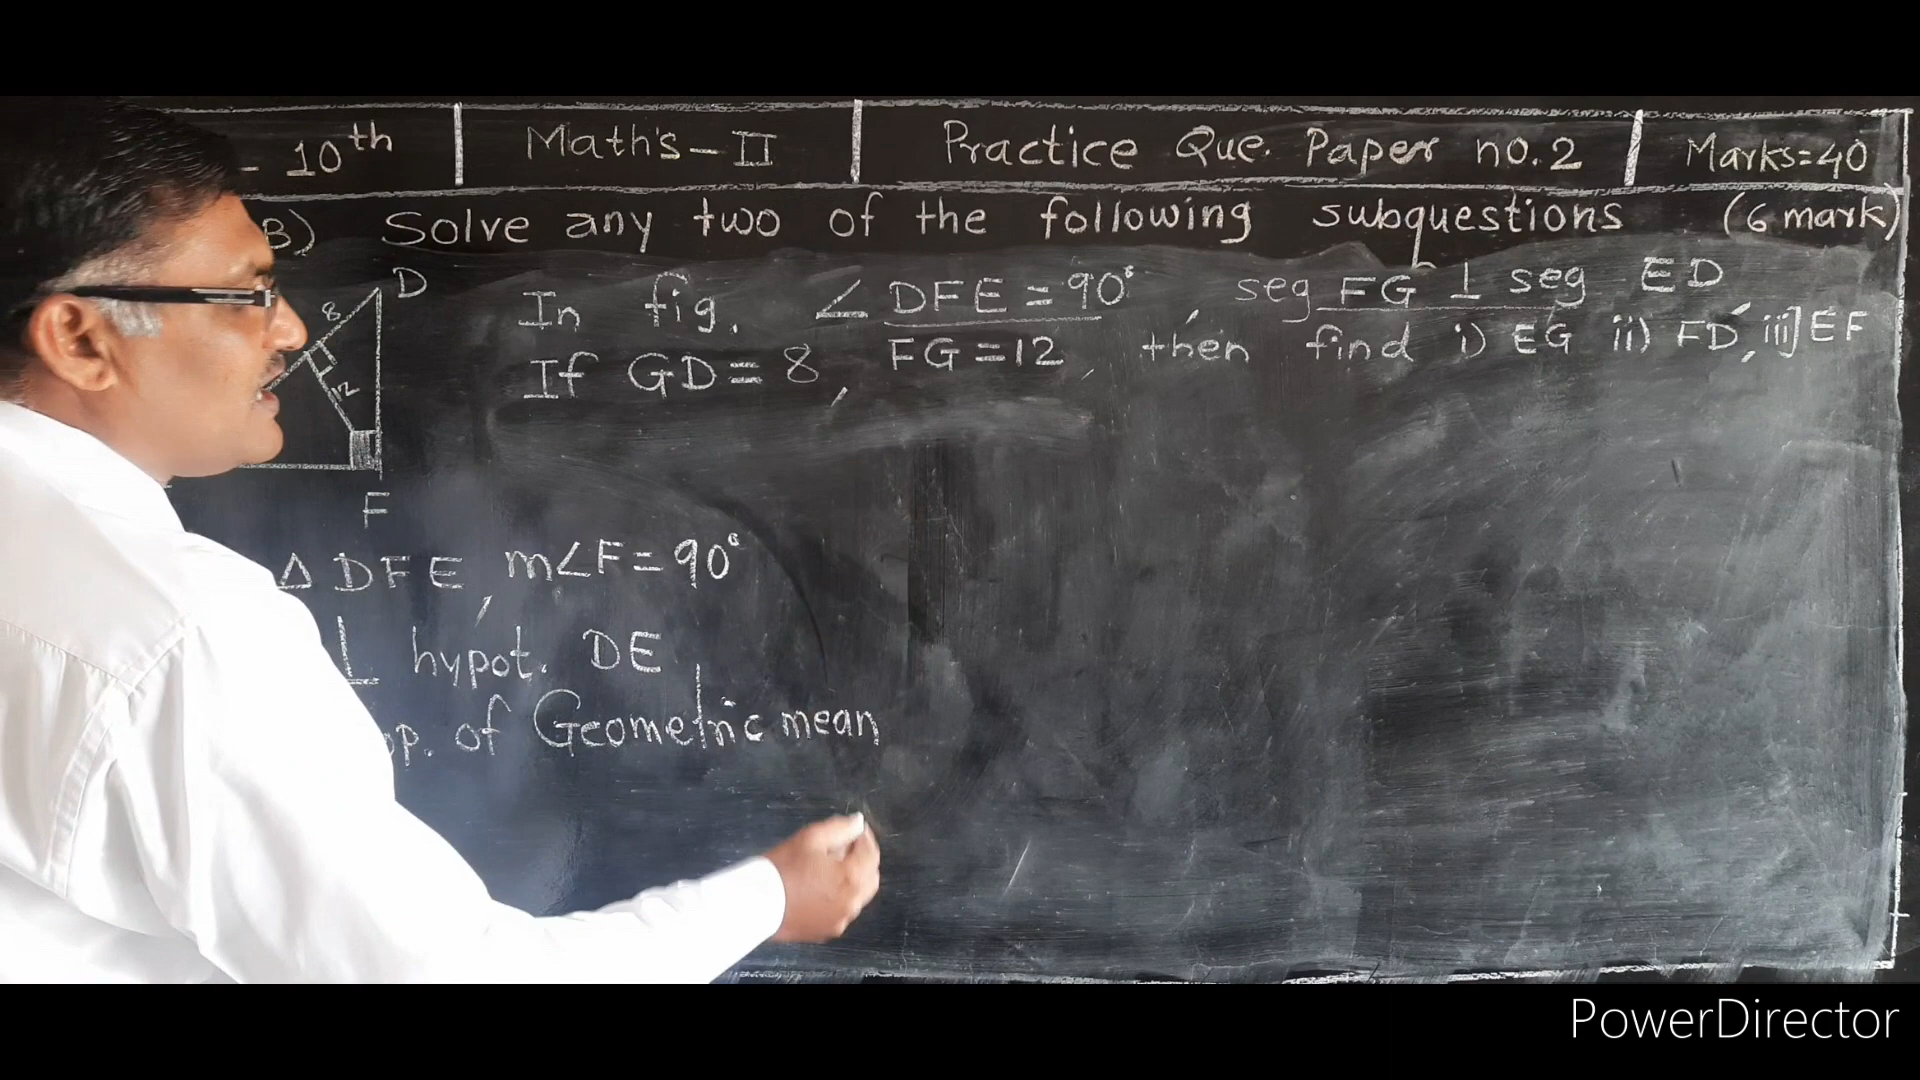 - 10th | Math's - II | Practice Que. Paper no. 2 | Marks=40
B) Solve any two of the following subquestions (6 mark)
D
8
12
F
In fig. ∠DFE = 90°, seg FG ⊥ seg ED
If GD = 8, FG = 12, then find i) EG ii) FD, iii] EF
△ DFE, m∠F = 90°
⊥ hypot. DE
of Geometric mean
PowerDirector